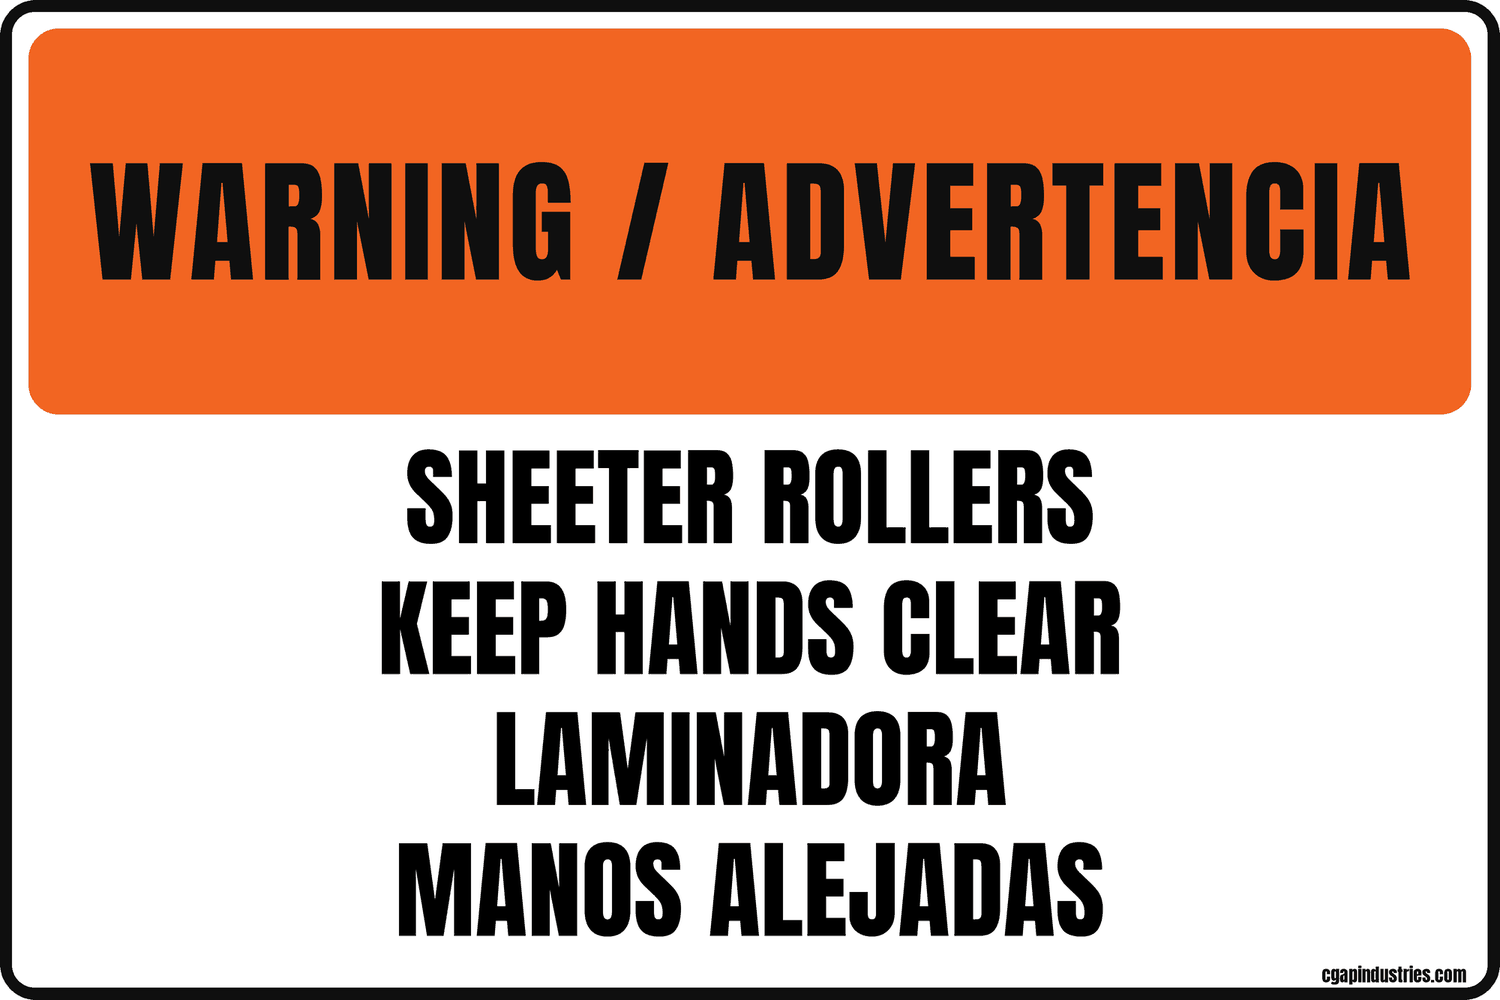 WARNING / ADVERTENCIA
SHEETER ROLLERS
KEEP HANDS CLEAR
LAMINADORA
MANOS ALEJADAS
cgapindustries.com